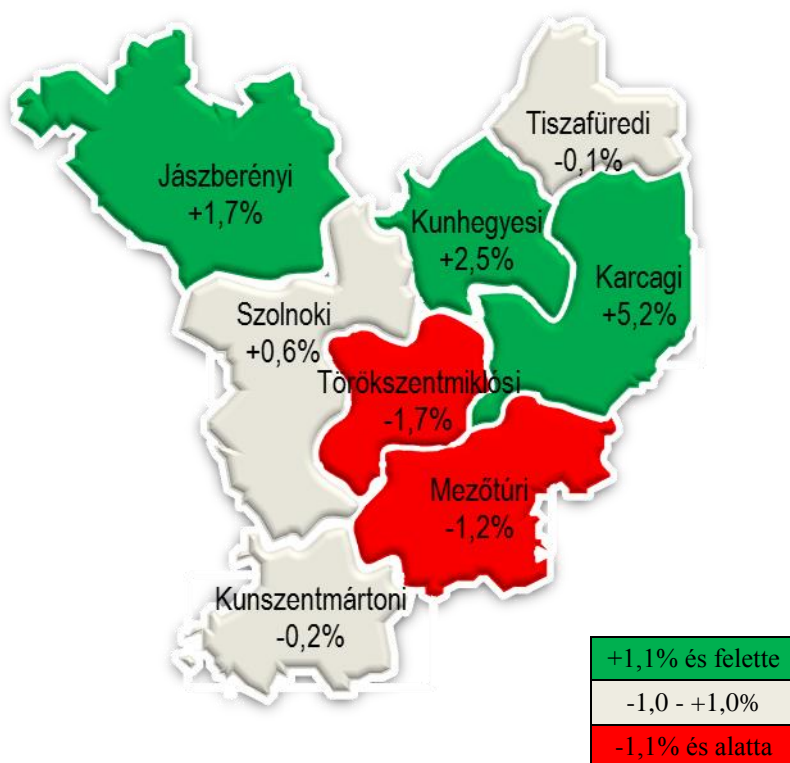 Tiszafüredi
-0,1%
Jászberényi
+1,7%
Kunhegyesi
+2,5%
Karcagi
+5,2%
Szolnoki
+0,6%
Törökszentmiklósi
-1,7%
Mezőtúri
-1,2%
Kunszentmártoni
-0,2%
+1,1% és felette
-1,0 - +1,0%
-1,1% és alatta